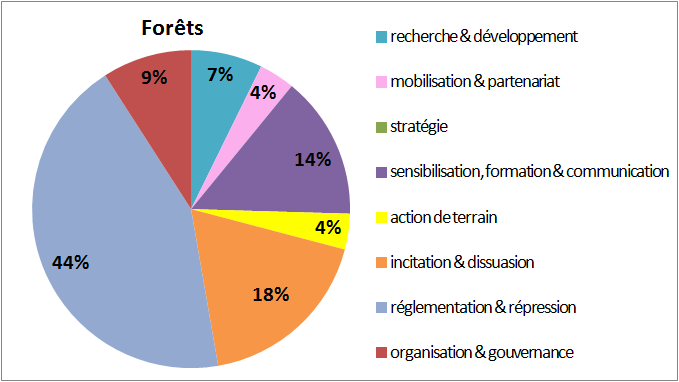 Forêts
7%
4%
14%
4%
18%
44%
9%
recherche & développement
mobilisation & partenariat
stratégie
sensibilisation, formation & communication
action de terrain
incitation & dissuasion
réglementation & répression
organisation & gouvernance